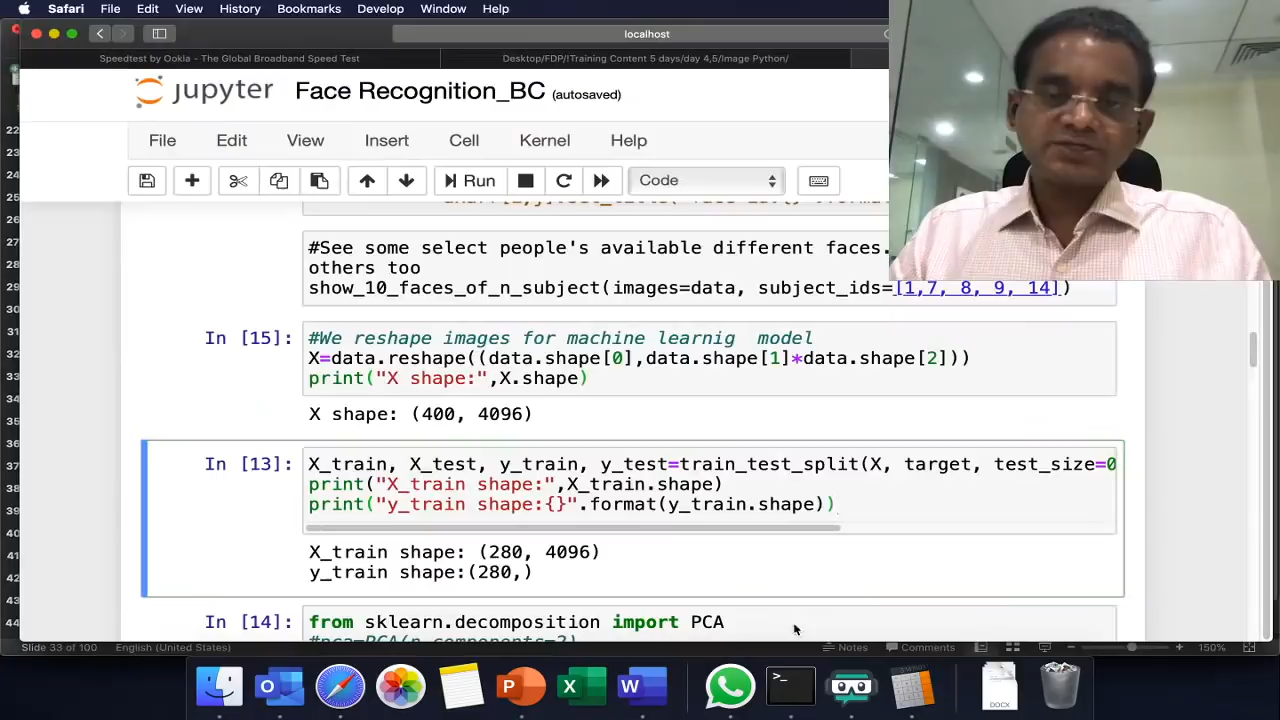 Safari File Edit View History Bookmarks Develop Window Help
localhost
Speedtest by Ookla - The Global Broadband Speed Test
Desktop/FDP/!Training Content 5 days/day 4,5/Image Python/
jupyter Face Recognition_BC (autosaved)
File Edit View Insert Cell Kernel Help
Run Code
#See some select people's available different faces.
others too
show_10_faces_of_n_subject(images=data, subject_ids=[1,7, 8, 9, 14])
In [15]: #We reshape images for machine learnig model
X=data.reshape((data.shape[0],data.shape[1]*data.shape[2]))
print("X shape:",X.shape)
X shape: (400, 4096)
In [13]: X_train, X_test, y_train, y_test=train_test_split(X, target, test_size=0
print("X_train shape:",X_train.shape)
print("y_train shape:{}".format(y_train.shape))
X_train shape: (280, 4096)
y_train shape:(280,)
In [14]: from sklearn.decomposition import PCA
#pca=PCA(n_components=2)
Slide 33 of 100 English (United States) Notes Comments 150%
DOCX